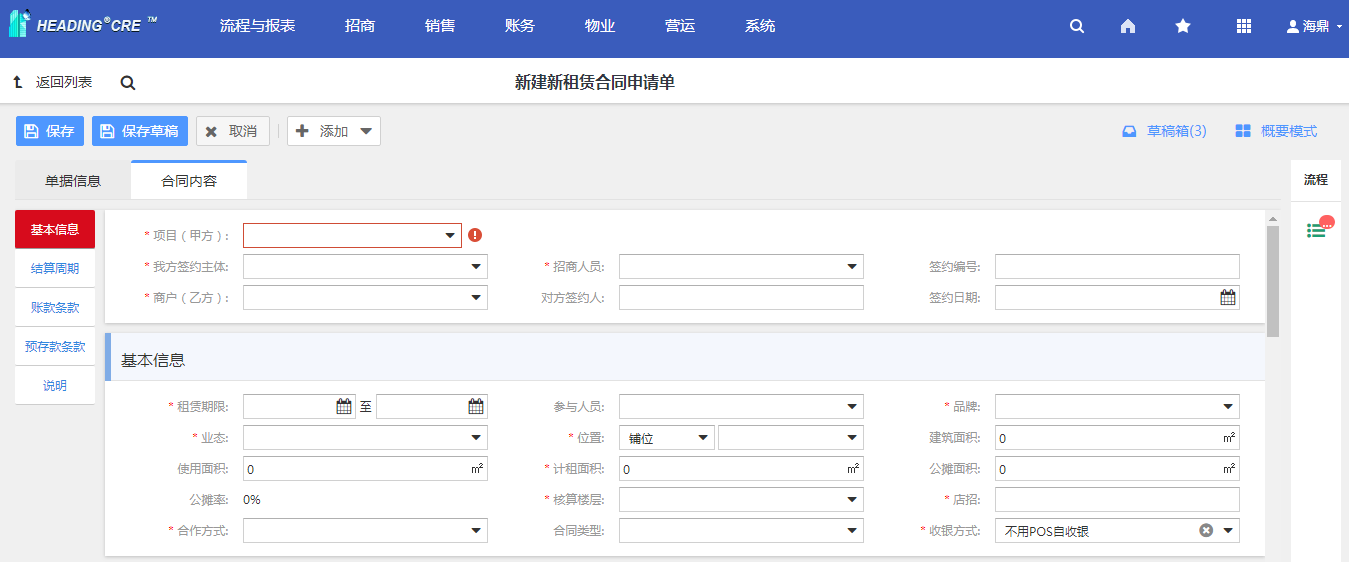 HEADING®CRE ™ 流程与报表 招商 销售 账务 物业 营运 系统 海鼎
返回列表 新建新租赁合同申请单
保存 保存草稿 取消 添加 草稿箱(3) 概要模式
单据信息 合同内容 流程
基本信息
结算周期
账款条款
预存款条款
说明
* 项目（甲方）:
* 我方签约主体: * 招商人员: 签约编号:
* 商户（乙方）: 对方签约人: 签约日期:
基本信息
* 租赁期限: 至 参与人员: * 品牌:
* 业态: * 位置: 铺位 建筑面积: 0 m²
使用面积: 0 m² * 计租面积: 0 m² 公摊面积: 0 m²
公摊率: 0% * 核算楼层: * 店招:
* 合作方式: 合同类型: * 收银方式: 不用POS自收银